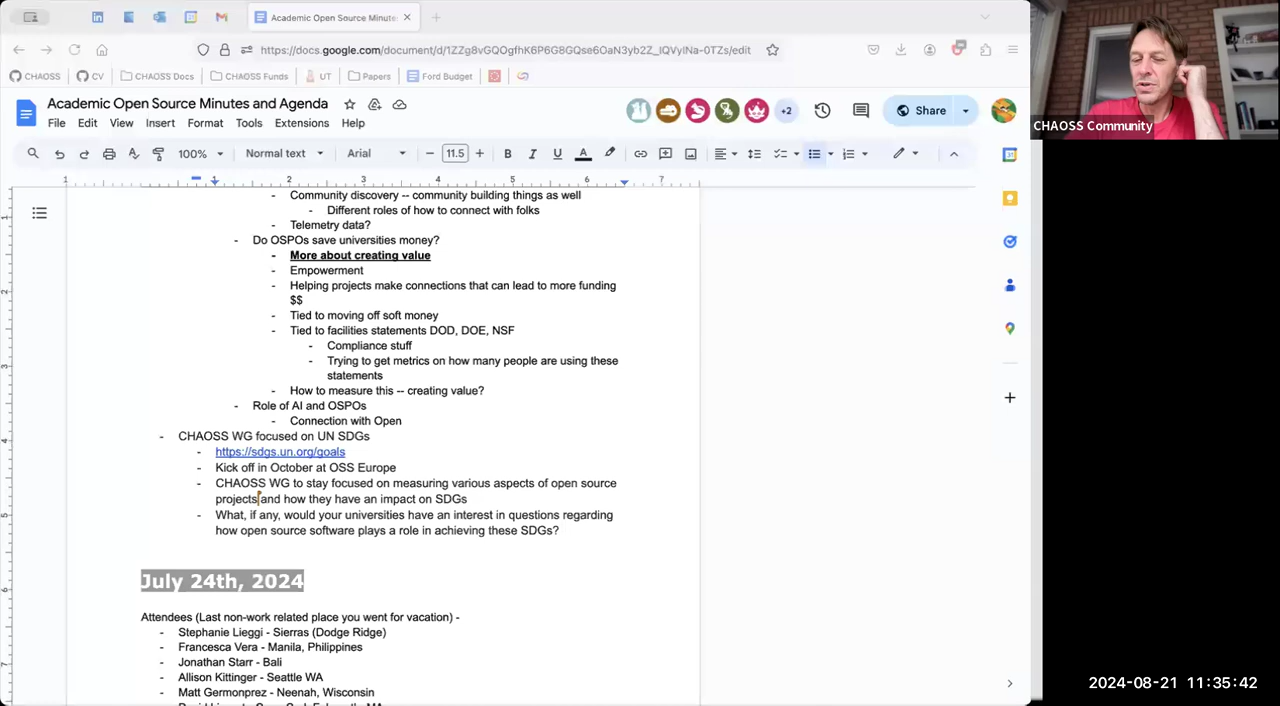 Academic Open Source Minute
https://docs.google.com/document/d/1ZZg8vGQOgfhK6P6G8GQse6OaN3yb2Z_IQVyINa-0TZs/edit
CHAOSS CV CHAOSS Docs CHAOSS Funds UT Papers Ford Budget
Academic Open Source Minutes and Agenda
File Edit View Insert Format Tools Extensions Help
+2
Share
100% Normal text Arial 11.5 B I U A
1 1 2 3 4 5 6 7
- Community discovery -- community building things as well
- Different roles of how to connect with folks
- Telemetry data?
- Do OSPOs save universities money?
- More about creating value
- Empowerment
- Helping projects make connections that can lead to more funding
$$
- Tied to moving off soft money
- Tied to facilities statements DOD, DOE, NSF
- Compliance stuff
- Trying to get metrics on how many people are using these
statements
- How to measure this -- creating value?
- Role of AI and OSPOs
- Connection with Open
- CHAOSS WG focused on UN SDGs
- https://sdgs.un.org/goals
- Kick off in October at OSS Europe
- CHAOSS WG to stay focused on measuring various aspects of open source
projects and how they have an impact on SDGs
- What, if any, would your universities have an interest in questions regarding
how open source software plays a role in achieving these SDGs?
July 24th, 2024
Attendees (Last non-work related place you went for vacation) -
- Stephanie Lieggi - Sierras (Dodge Ridge)
- Francesca Vera - Manila, Philippines
- Jonathan Starr - Bali
- Allison Kittinger - Seattle WA
- Matt Germonprez - Neenah, Wisconsin
CHAOSS Community
2024-08-21 11:35:42